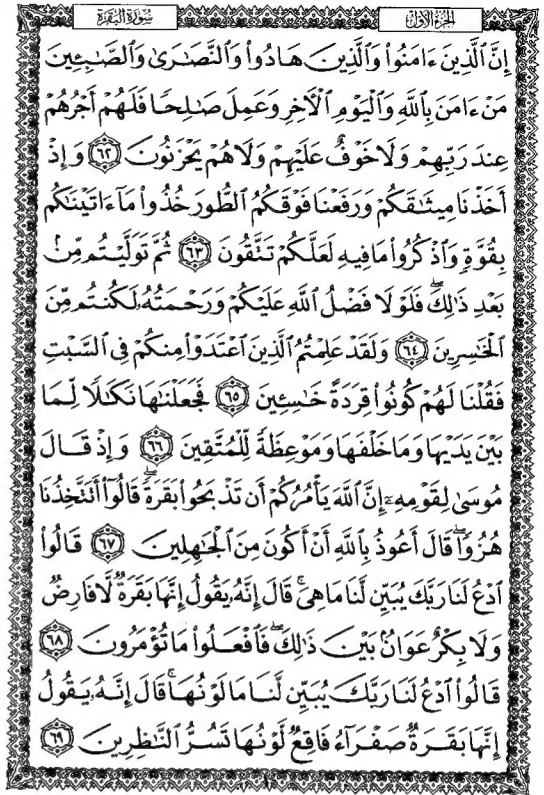 الجزء الأول سورة البقرة
إِنَّ ٱلَّذِينَ ءَامَنُوا۟ وَٱلَّذِينَ هَادُوا۟ وَٱلنَّصَٰرَىٰ وَٱلصَّٰبِـِٔينَ
مَنْ ءَامَنَ بِٱللَّهِ وَٱلْيَوْمِ ٱلْءَاخِرِ وَعَمِلَ صَٰلِحًا فَلَهُمْ أَجْرُهُمْ
عِندَ رَبِّهِمْ وَلَا خَوْفٌ عَلَيْهِمْ وَلَا هُمْ يَحْزَنُونَ ٦٢ وَإِذْ
أَخَذْنَا مِيثَٰقَكُمْ وَرَفَعْنَا فَوْقَكُمُ ٱلطُّورَ خُذُوا۟ مَآ ءَاتَيْنَٰكُم
بِقُوَّةٍ وَٱذْكُرُوا۟ مَا فِيهِ لَعَلَّكُمْ تَتَّقُونَ ٦٣ ثُمَّ تَوَلَّيْتُم مِّنۢ
بَعْدِ ذَٰلِكَ ۖ فَلَوْلَا فَضْلُ ٱللَّهِ عَلَيْكُمْ وَرَحْمَتُهُۥ لَكُنتُم مِّنَ
ٱلْخَٰسِرِينَ ٦٤ وَلَقَدْ عَلِمْتُمُ ٱلَّذِينَ ٱعْتَدَوْا۟ مِنكُمْ فِى ٱلسَّبْتِ
فَقُلْنَا لَهُمْ كُونُوا۟ قِرَدَةً خَٰسِـِٔينَ ٦٥ فَجَعَلْنَٰهَا نَكَٰلًا لِّمَا
بَيْنَ يَدَيْهَا وَمَا خَلْفَهَا وَمَوْعِظَةً لِّلْمُتَّقِينَ ٦٦ وَإِذْ قَالَ
مُوسَىٰ لِقَوْمِهِۦٓ إِنَّ ٱللَّهَ يَأْمُرُكُمْ أَن تَذْبَحُوا۟ بَقَرَةً ۖ قَالُوٓا۟ أَتَتَّخِذُنَا
هُزُوًا ۖ قَالَ أَعُوذُ بِٱللَّهِ أَنْ أَكُونَ مِنَ ٱلْجَٰهِلِينَ ٦٧ قَالُوا۟
ٱدْعُ لَنَا رَبَّكَ يُبَيِّن لَّنَا مَا هِىَ ۚ قَالَ إِنَّهُۥ يَقُولُ إِنَّهَا بَقَرَةٌ لَّا فَارِضٌ
وَلَا بِكْرٌ عَوَانٌۢ بَيْنَ ذَٰلِكَ ۖ فَٱفْعَلُوا۟ مَا تُؤْمَرُونَ ٦٨
قَالُوا۟ ٱدْعُ لَنَا رَبَّكَ يُبَيِّن لَّنَا مَا لَوْنُهَا ۚ قَالَ إِنَّهُۥ يَقُولُ
إِنَّهَا بَقَرَةٌ صَفْرَآءُ فَاقِعٌ لَّوْنُهَا تَسُرُّ ٱلنَّٰظِرِينَ ٦٩